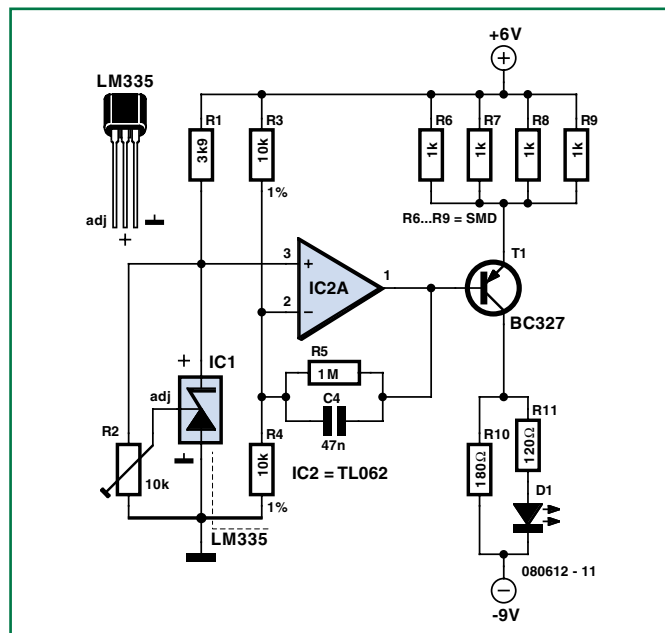 +6V
LM335
R1
3k9
R3
10k
1%
R6
1k
R7
1k
R8
1k
R9
1k
R6...R9 = SMD
adj
+
3
+
IC2A
1
2
−
T1
BC327
+
IC1
adj
R5
1M
C4
47n
R2
10k
R4
10k
1%
IC2 = TL062
LM335
R10
180Ω
R11
120Ω
D1
080612 - 11
-9V